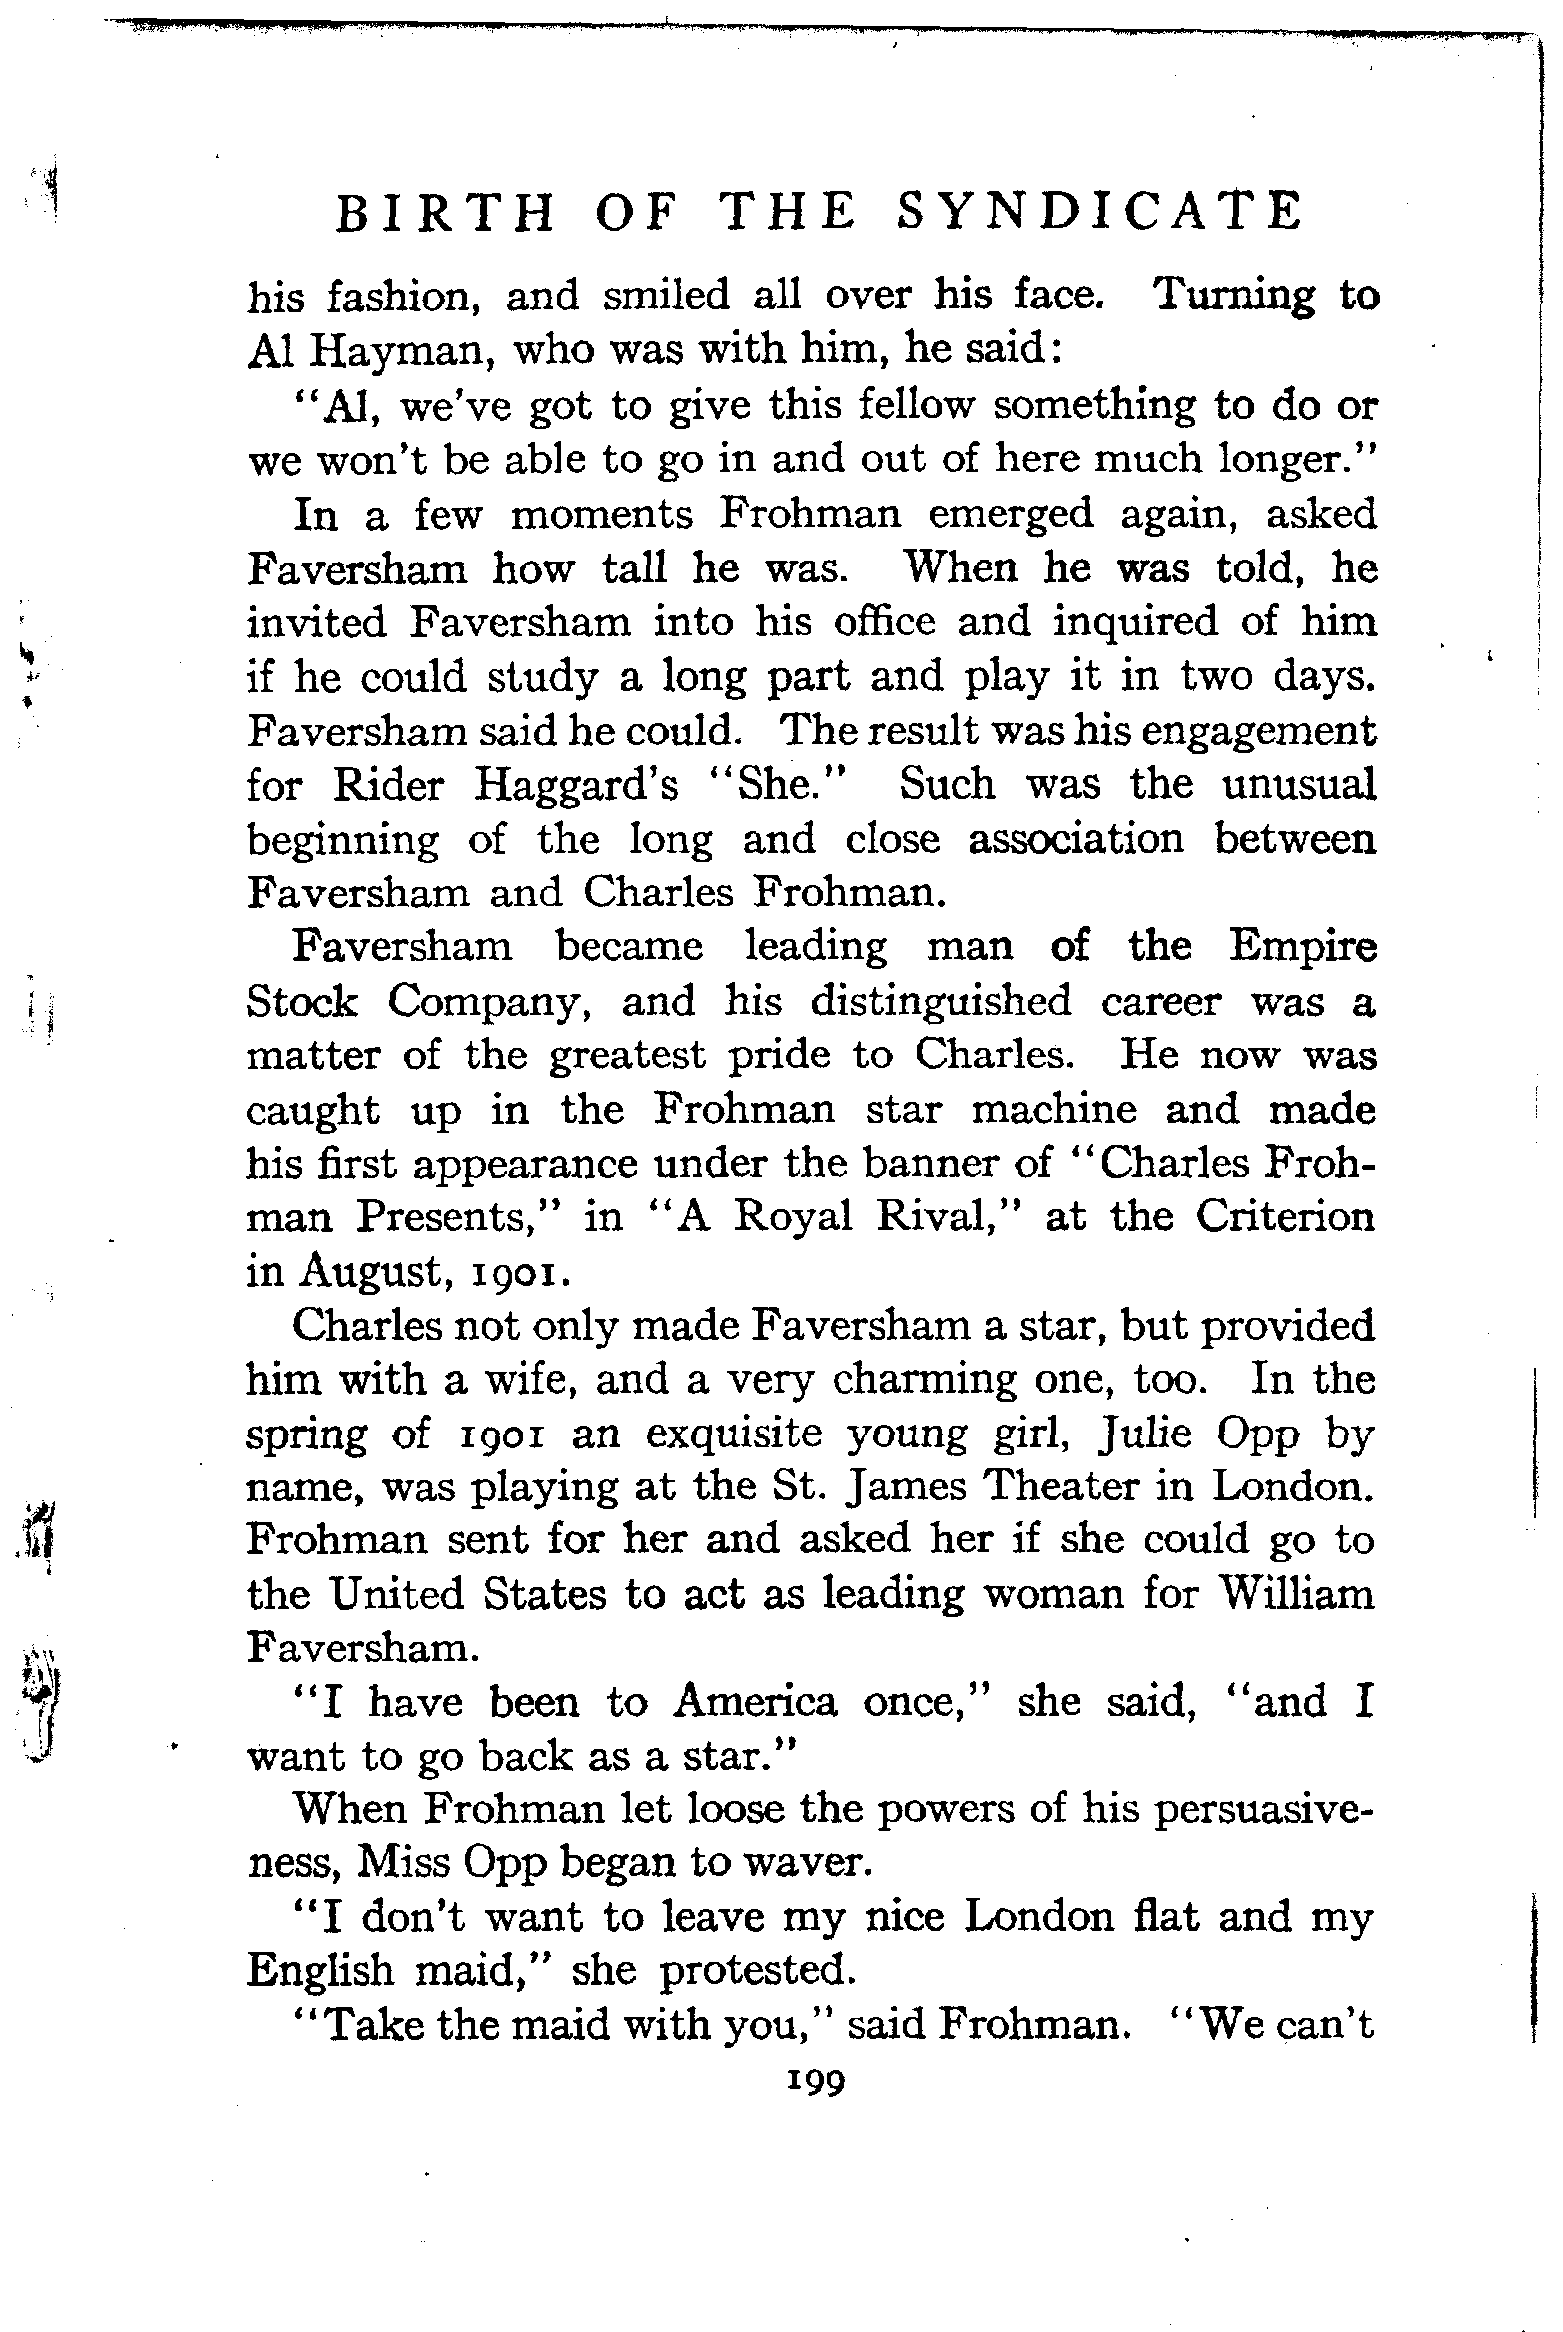 BIRTH OF THE SYNDICATE
his fashion, and smiled all over his face. Turning to
Al Hayman, who was with him, he said:
"Al, we've got to give this fellow something to do or
we won't be able to go in and out of here much longer."
In a few moments Frohman emerged again, asked
Faversham how tall he was. When he was told, he
invited Faversham into his office and inquired of him
if he could study a long part and play it in two days.
Faversham said he could. The result was his engagement
for Rider Haggard's "She." Such was the unusual
beginning of the long and close association between
Faversham and Charles Frohman.
Faversham became leading man of the Empire
Stock Company, and his distinguished career was a
matter of the greatest pride to Charles. He now was
caught up in the Frohman star machine and made
his first appearance under the banner of "Charles Froh-
man Presents," in "A Royal Rival," at the Criterion
in August, 1901.
Charles not only made Faversham a star, but provided
him with a wife, and a very charming one, too. In the
spring of 1901 an exquisite young girl, Julie Opp by
name, was playing at the St. James Theater in London.
Frohman sent for her and asked her if she could go to
the United States to act as leading woman for William
Faversham.
"I have been to America once," she said, "and I
want to go back as a star."
When Frohman let loose the powers of his persuasive-
ness, Miss Opp began to waver.
"I don't want to leave my nice London flat and my
English maid," she protested.
"Take the maid with you," said Frohman. "We can't
199